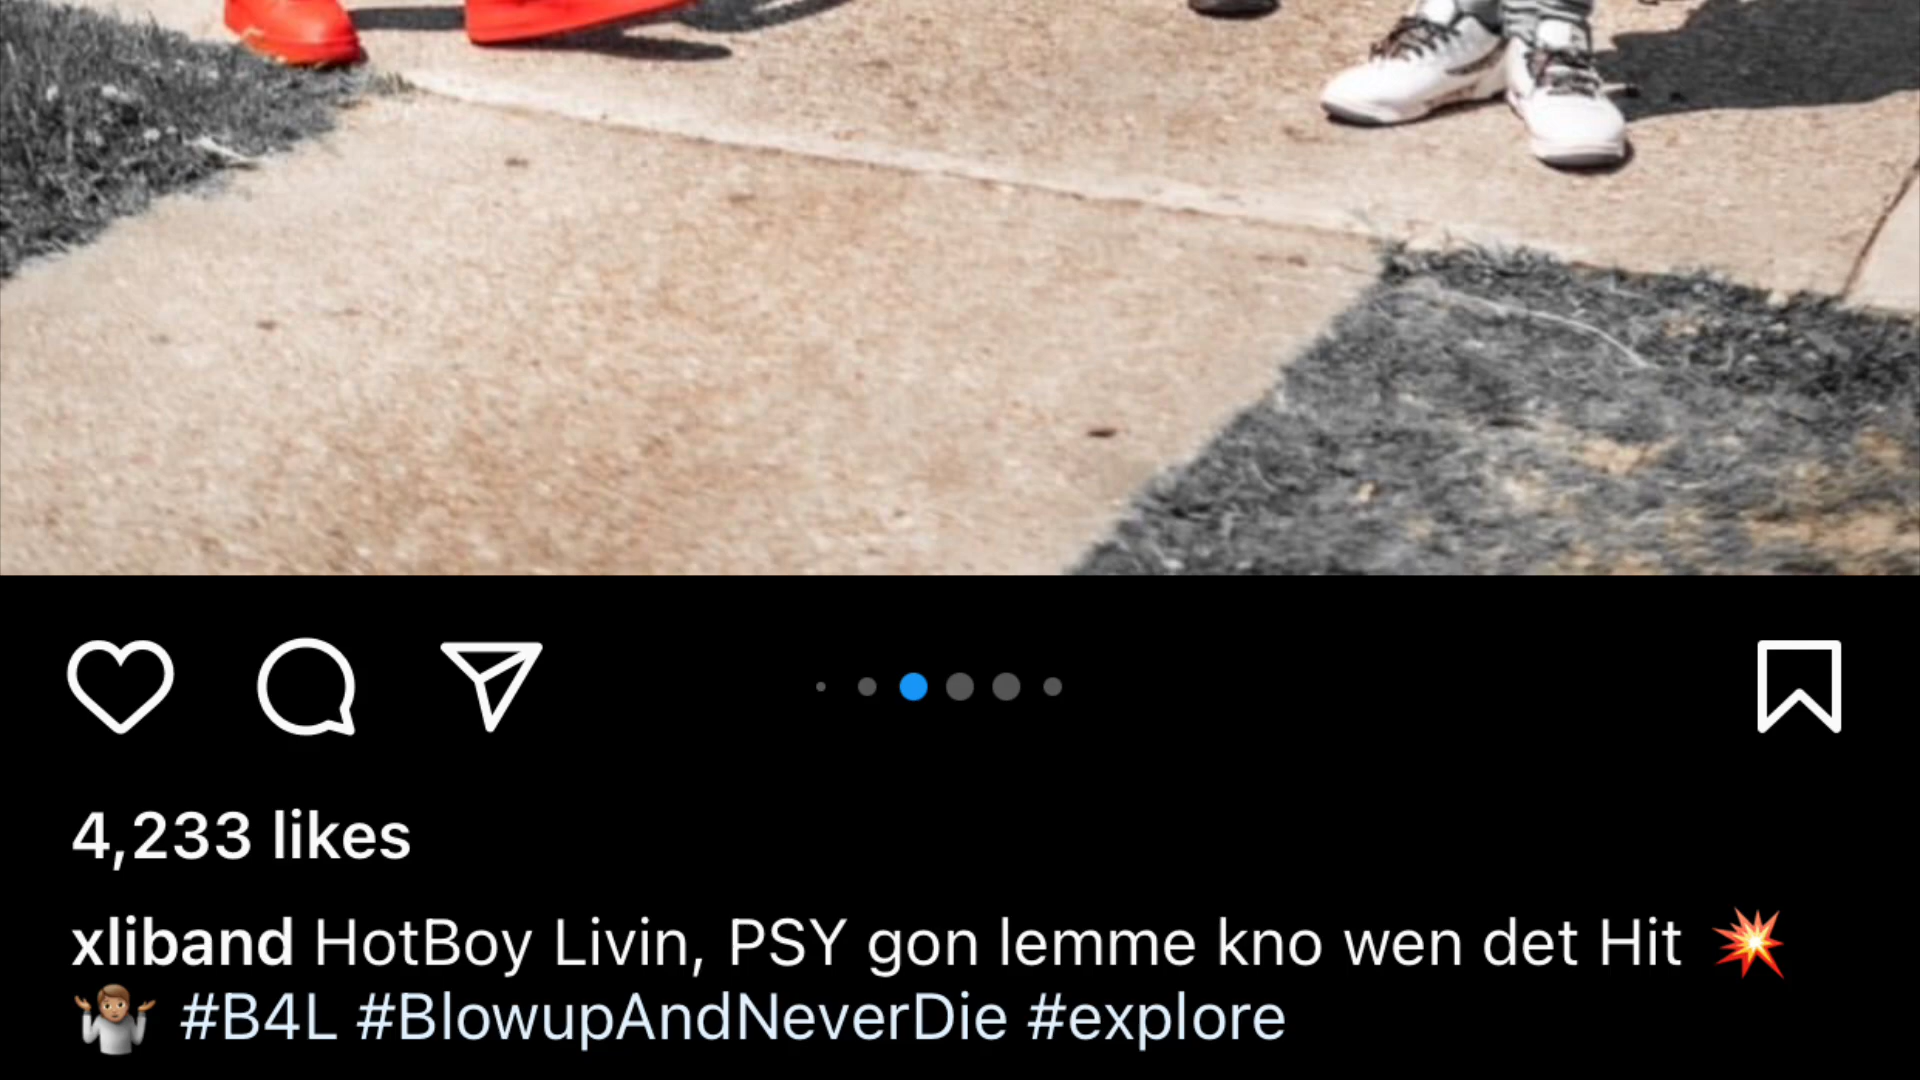 4,233 likes
xliband HotBoy Livin, PSY gon lemme kno wen det Hit 💥
🤷🏽‍♂️ #B4L #BlowupAndNeverDie #explore